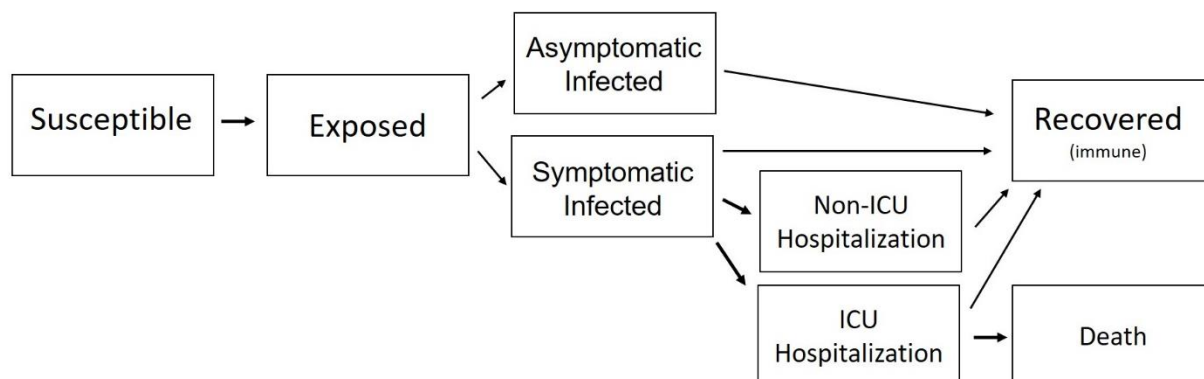 Susceptible
Exposed
Asymptomatic
Infected
Symptomatic
Infected
Non-ICU
Hospitalization
ICU
Hospitalization
Recovered
(immune)
Death